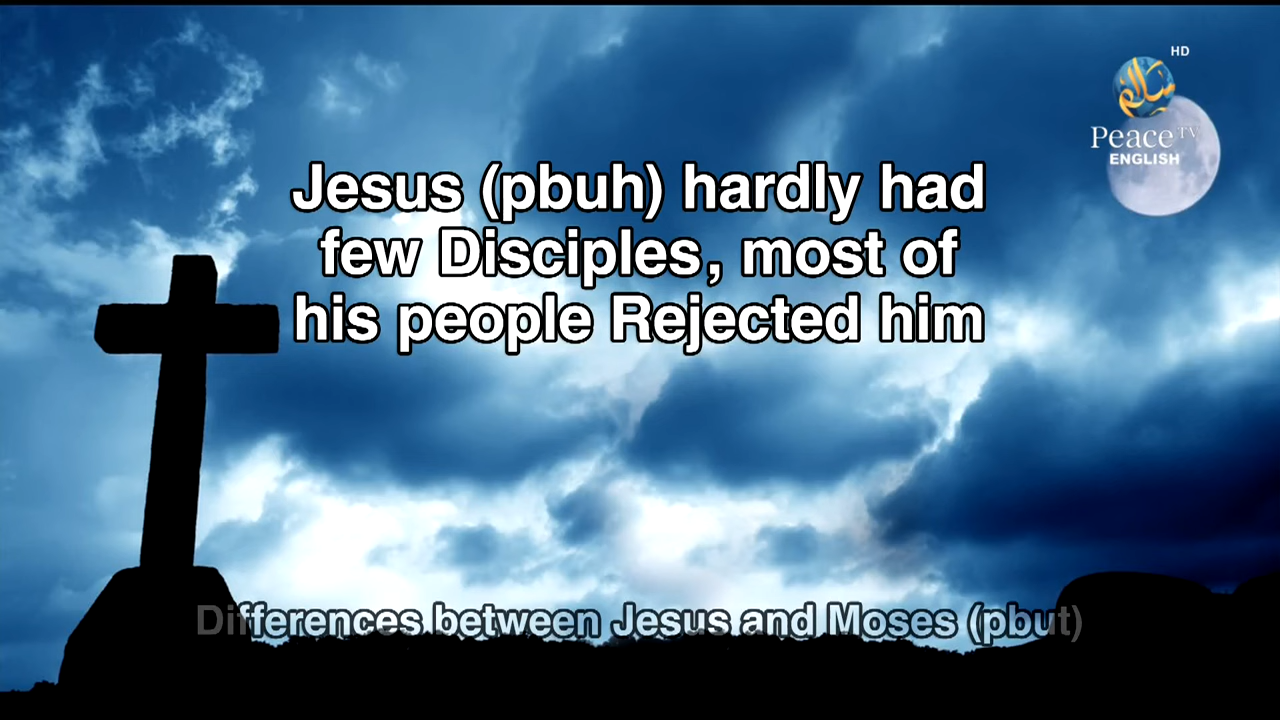 HD
سلام
Peace TV
ENGLISH
Jesus (pbuh) hardly had
few Disciples, most of
his people Rejected him
Differences between Jesus and Moses (pbut)